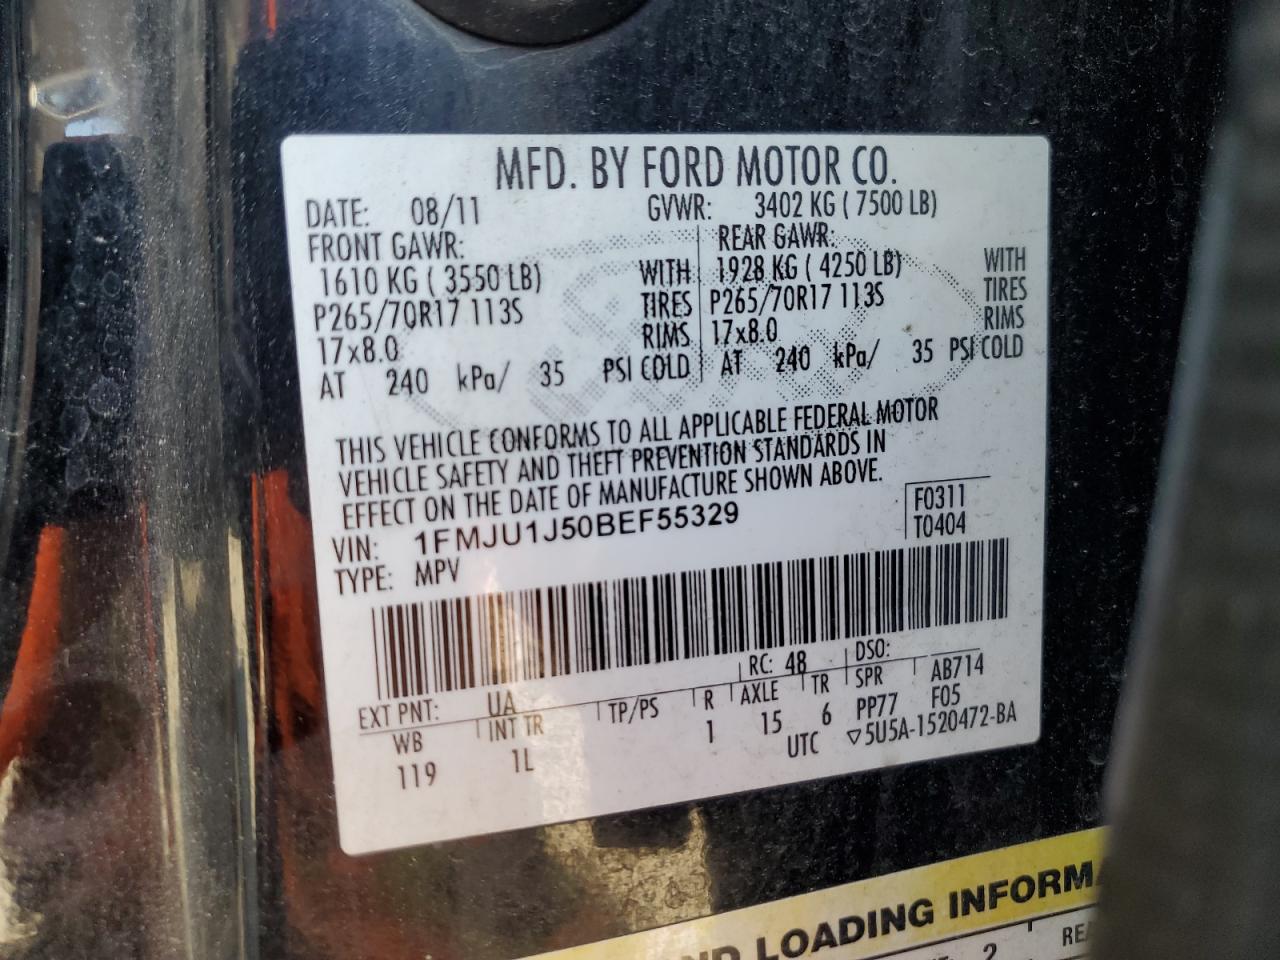 MFD. BY FORD MOTOR CO.
DATE: 08/11 GVWR: 3402 KG ( 7500 LB)
FRONT GAWR: REAR GAWR:
1610 KG ( 3550 LB) WITH 1928 KG ( 4250 LB) WITH
P265/70R17 113S TIRES P265/70R17 113S TIRES
17x8.0 RIMS 17x8.0 RIMS
AT 240 kPa/ 35 PSI COLD AT 240 kPa/ 35 PSI COLD
THIS VEHICLE CONFORMS TO ALL APPLICABLE FEDERAL MOTOR
VEHICLE SAFETY AND THEFT PREVENTION STANDARDS IN
EFFECT ON THE DATE OF MANUFACTURE SHOWN ABOVE.
F0311
VIN: 1FMJU1J50BEF55329 T0404
TYPE: MPV
EXT PNT: UA RC: 48 DSO:
WB INT TR TP/PS R AXLE TR SPR AB714
119 1L 1 15 6 PP77 F05
UTC ▽5U5A-1520472-BA
LOADING INFORM
2